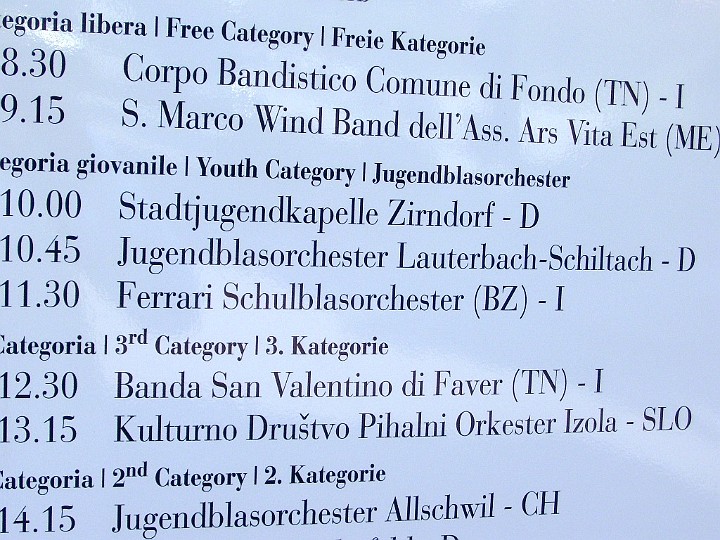 egoria libera | Free Category | Freie Kategorie
8.30 Corpo Bandistico Comune di Fondo (TN) - I
9.15 S. Marco Wind Band dell'Ass. Ars Vita Est (ME)
egoria giovanile | Youth Category | Jugendblasorchester
10.00 Stadtjugendkapelle Zirndorf - D
10.45 Jugendblasorchester Lauterbach-Schiltach - D
11.30 Ferrari Schulblasorchester (BZ) - I
Categoria | 3rd Category | 3. Kategorie
12.30 Banda San Valentino di Faver (TN) - I
13.15 Kulturno Društvo Pihalni Orkester Izola - SLO
Categoria | 2nd Category | 2. Kategorie
14.15 Jugendblasorchester Allschwil - CH